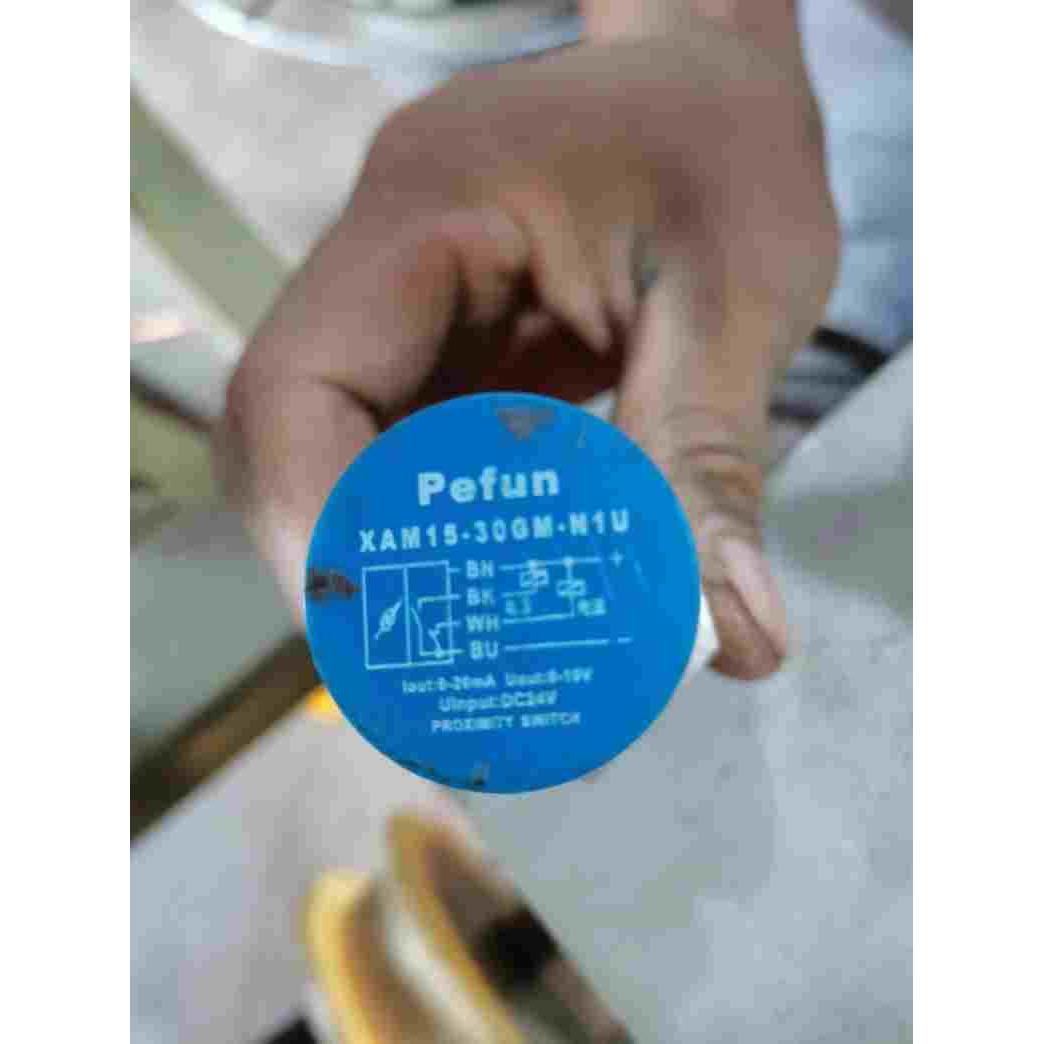 Pefun
XAM15-30GM-N1U
BN +
BK
WH
BU -
Iout:0-20mA Uout:0-10V
Uinput:DC24V
PROXIMITY SWITCH